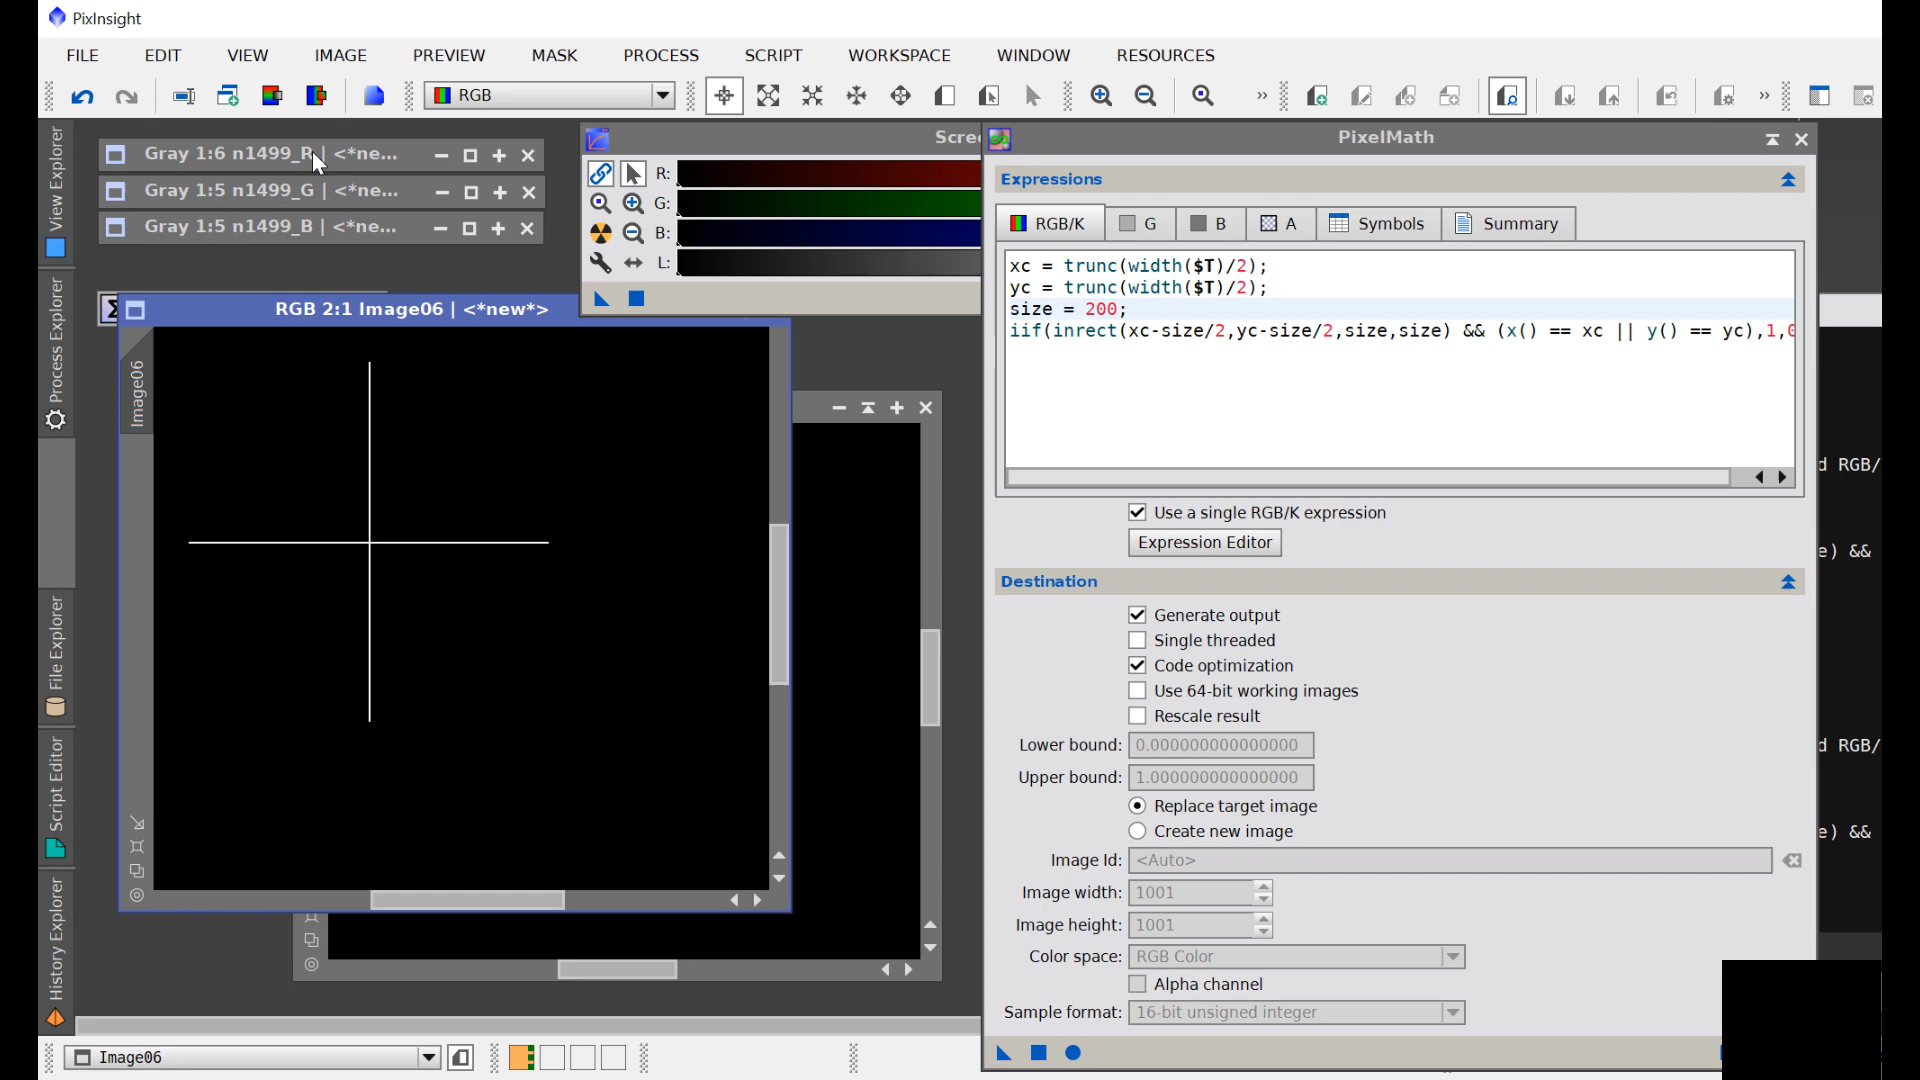 PixInsight
FILE EDIT VIEW IMAGE PREVIEW MASK PROCESS SCRIPT WORKSPACE WINDOW RESOURCES
RGB
View Explorer
Process Explorer
File Explorer
Script Editor
History Explorer
Gray 1:6 n1499_R | <*ne...
Gray 1:5 n1499_G | <*ne...
Gray 1:5 n1499_B | <*ne...
RGB 2:1 Image06 | <*new*>
Image06
R:
G:
B:
L:
PixelMath
Expressions
RGB/K G B A Symbols Summary
xc = trunc(width($T)/2);
yc = trunc(width($T)/2);
size = 200;
iif(inrect(xc-size/2,yc-size/2,size,size) && (x() == xc || y() == yc),1,0
Use a single RGB/K expression
Expression Editor
Destination
Generate output
Single threaded
Code optimization
Use 64-bit working images
Rescale result
Lower bound: 0.000000000000000
Upper bound: 1.000000000000000
Replace target image
Create new image
Image Id: <Auto>
Image width: 1001
Image height: 1001
Color space: RGB Color
Alpha channel
Sample format: 16-bit unsigned integer
d RGB/
e) &&
d RGB/
e) &&
Image06